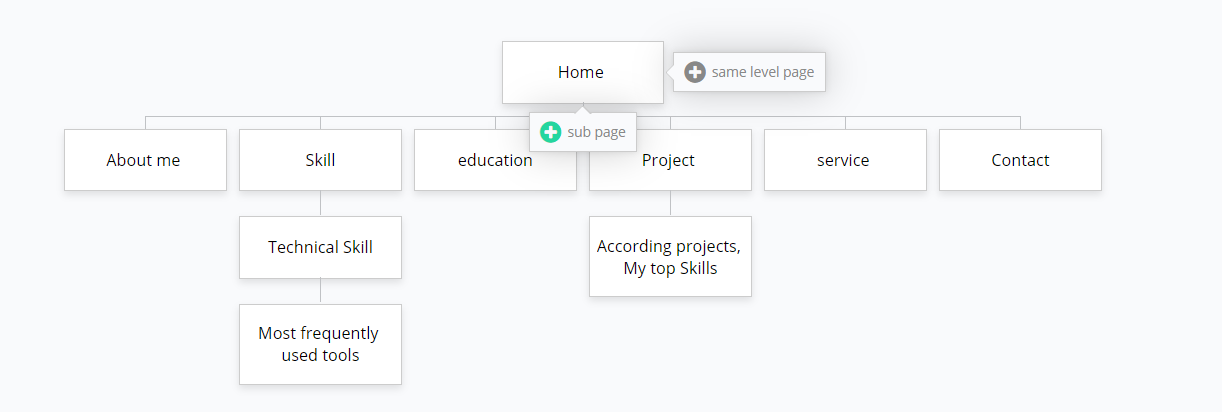 Home
same level page
sub page
About me
Skill
education
Project
service
Contact
Technical Skill
According projects,
My top Skills
Most frequently
used tools